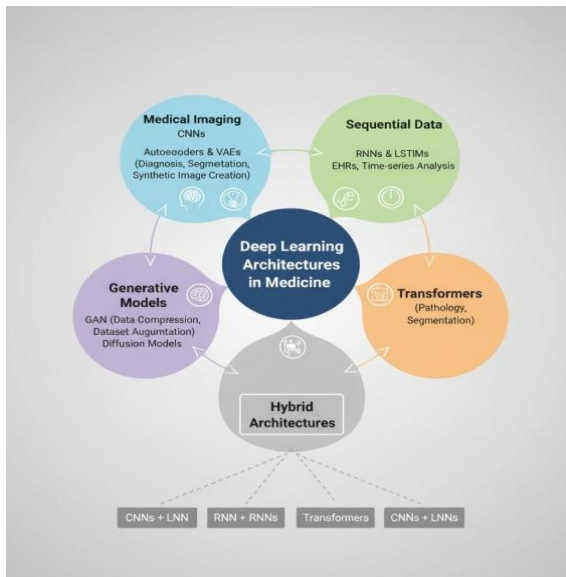 Medical Imaging
CNNs
Autoeooders & VAEs
(Diagnosis, Segmetation,
Synthetic Image Creation)
Sequential Data
RNNs & LSTIMs
EHRs, Time-series Analysis
Deep Learning
Architectures
in Medicine
Generative
Models
GAN (Data Compression,
Dataset Augumtation)
Diffusion Models
Transformers
(Pathology,
Segmentation)
Hybrid
Architectures
CNNs + LNN
RNN + RNNs
Transformers
CNNs + LNNs